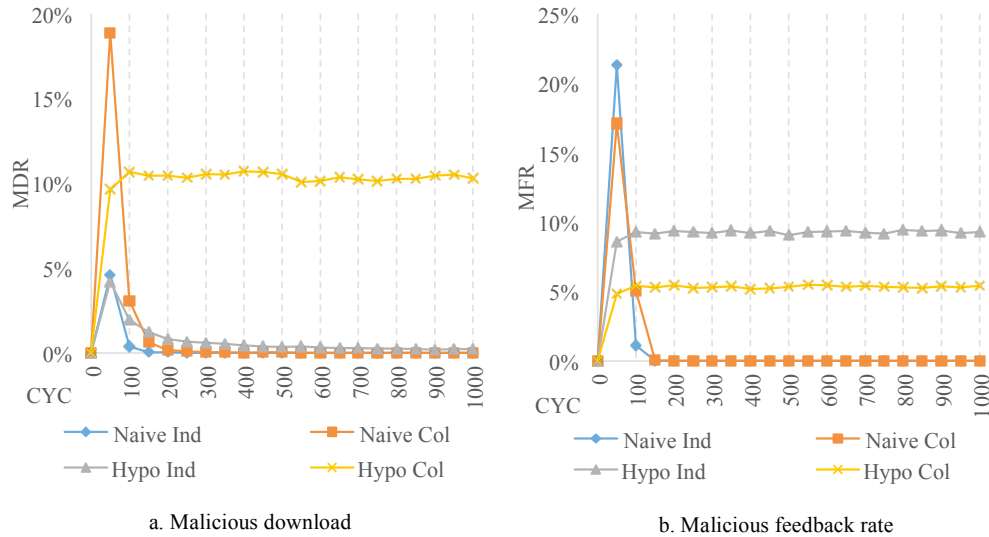 20%
15%
10%
5%
0%
MDR
CYC
0
100
200
300
400
500
600
700
800
900
1000
Naive Ind
Naive Col
Hypo Ind
Hypo Col
a. Malicious download
25%
20%
15%
10%
5%
0%
MFR
CYC
0
100
200
300
400
500
600
700
800
900
1000
Naive Ind
Naive Col
Hypo Ind
Hypo Col
b. Malicious feedback rate